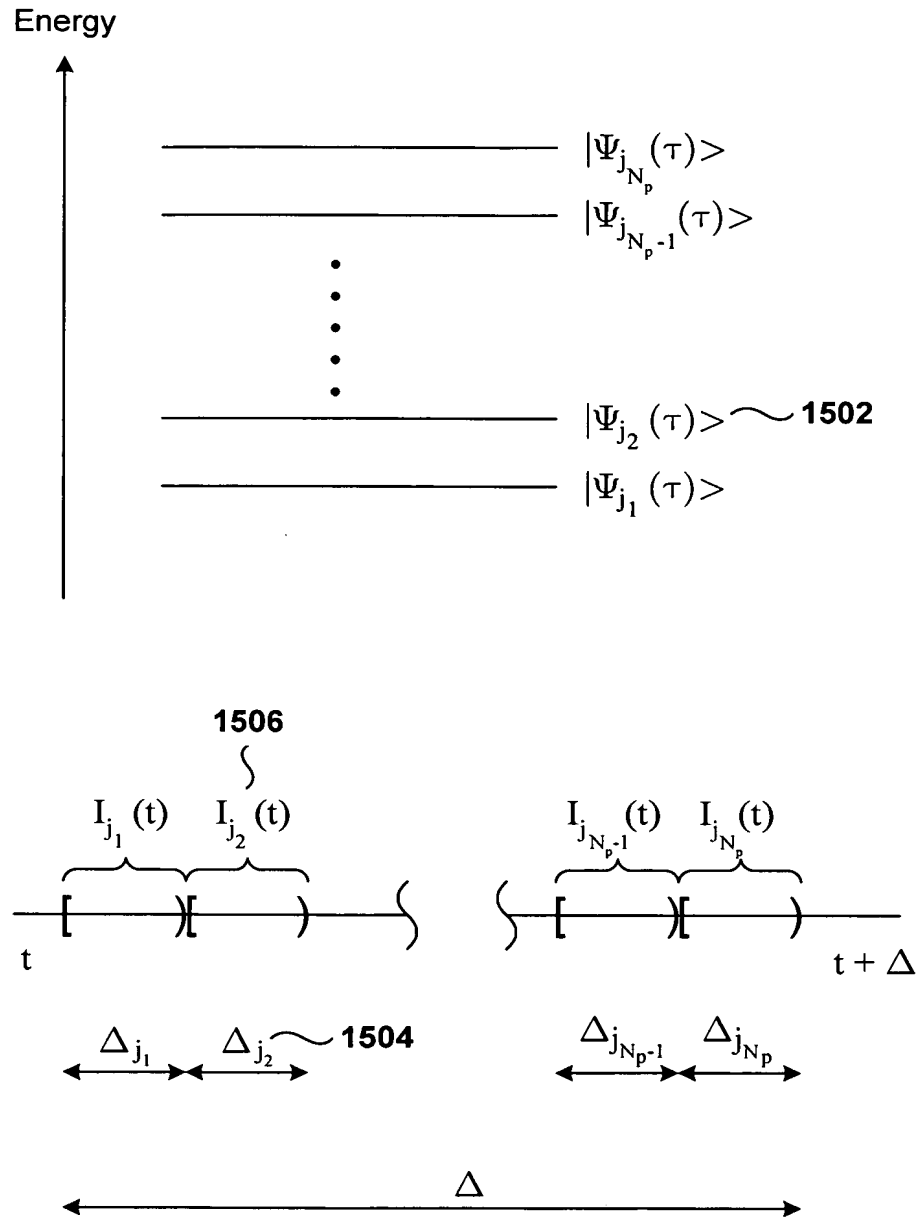 Energy
|Ψ_{j_{N_p}}(τ)>
|Ψ_{j_{N_p-1}}(τ)>
|Ψ_{j_2}(τ)> 1502
|Ψ_{j_1}(τ)>
1506
I_{j_1}(t) I_{j_2}(t) I_{j_{N_p-1}}(t) I_{j_{N_p}}(t)
[ )[ ) [ )[ )
t t + Δ
Δ_{j_1} Δ_{j_2} 1504 Δ_{j_{N_p-1}} Δ_{j_{N_p}}
Δ